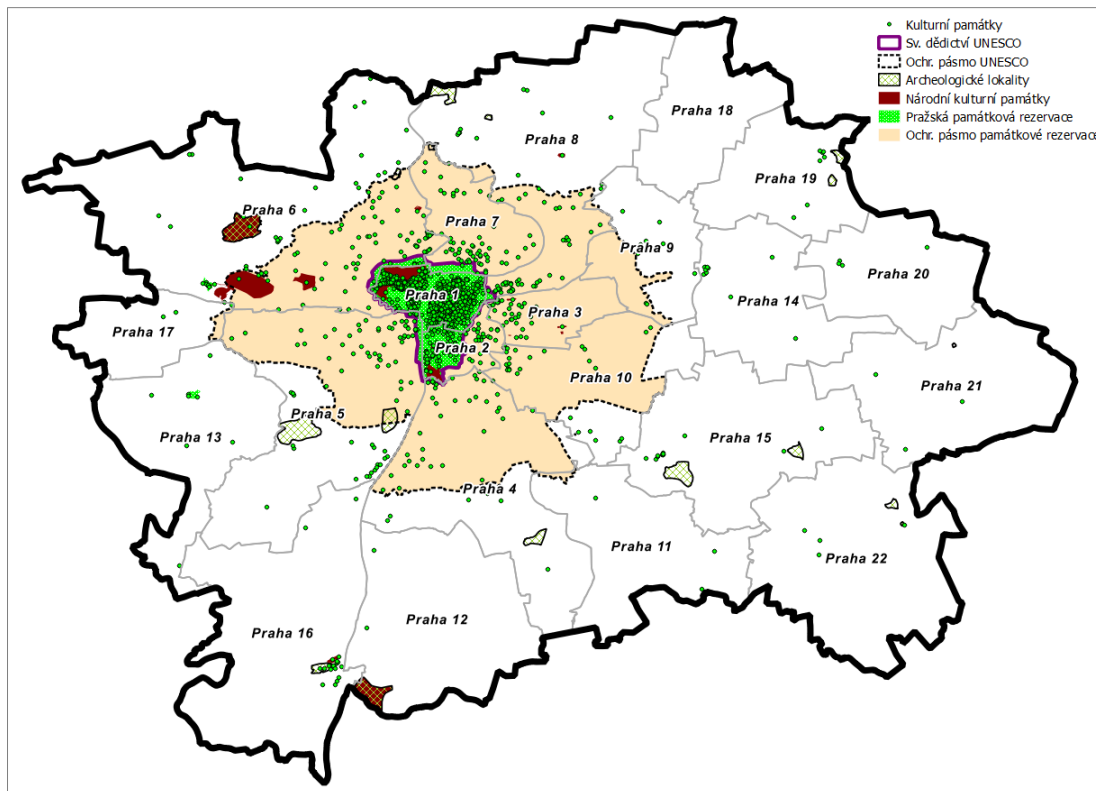 Kulturní památky
Sv. dědictví UNESCO
Ochr. pásmo UNESCO
Archeologické lokality
Národní kulturní památky
Pražská památková rezervace
Ochr. pásmo památkové rezervace
Praha 18
Praha 8
Praha 19
Praha 6
Praha 7
Praha 9
Praha 20
Praha 1
Praha 14
Praha 3
Praha 17
Praha 2
Praha 10
Praha 21
Praha 5
Praha 13
Praha 15
Praha 4
Praha 11
Praha 22
Praha 12
Praha 16